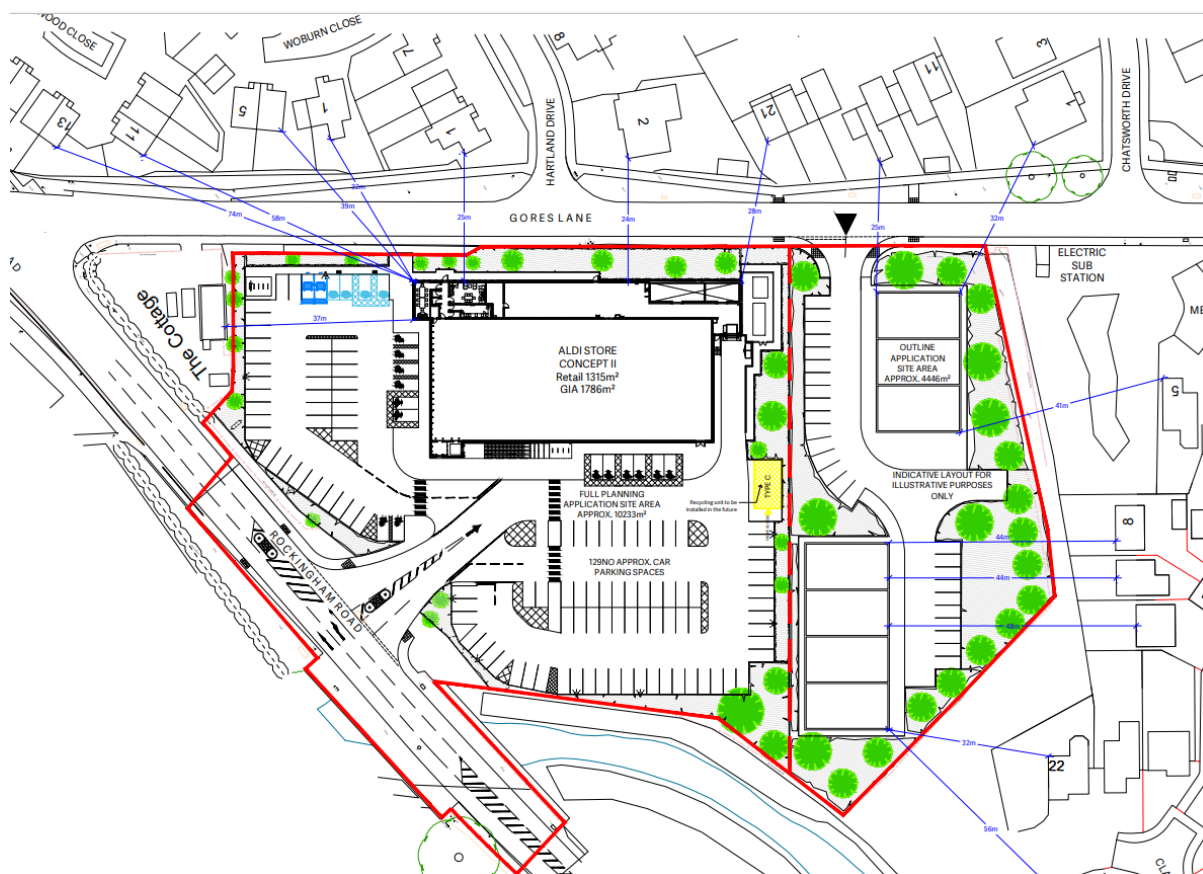 WOOD CLOSE
WOBURN CLOSE
13
11
5
1
7
1
8
2
21
11
3
1
HARTLAND DRIVE
CHATSWORTH DRIVE
74m
58m
39m
37m
25m
24m
28m
25m
32m
GORES LANE
ELECTRIC
SUB
STATION
The Cottage
37m
ALDI STORE
CONCEPT II
Retail 1315m²
GIA 1786m²
OUTLINE
APPLICATION
SITE AREA
APPROX. 4446m²
41m
5
INDICATIVE LAYOUT FOR
ILLUSTRATIVE PURPOSES
ONLY
FULL PLANNING
APPLICATION SITE AREA
APPROX. 10233m²
Recycling unit to be
installed in the future
TYPE C
ROCKINGHAM ROAD
129NO APPROX. CAR
PARKING SPACES
8
44m
44m
48m
32m
22
56m